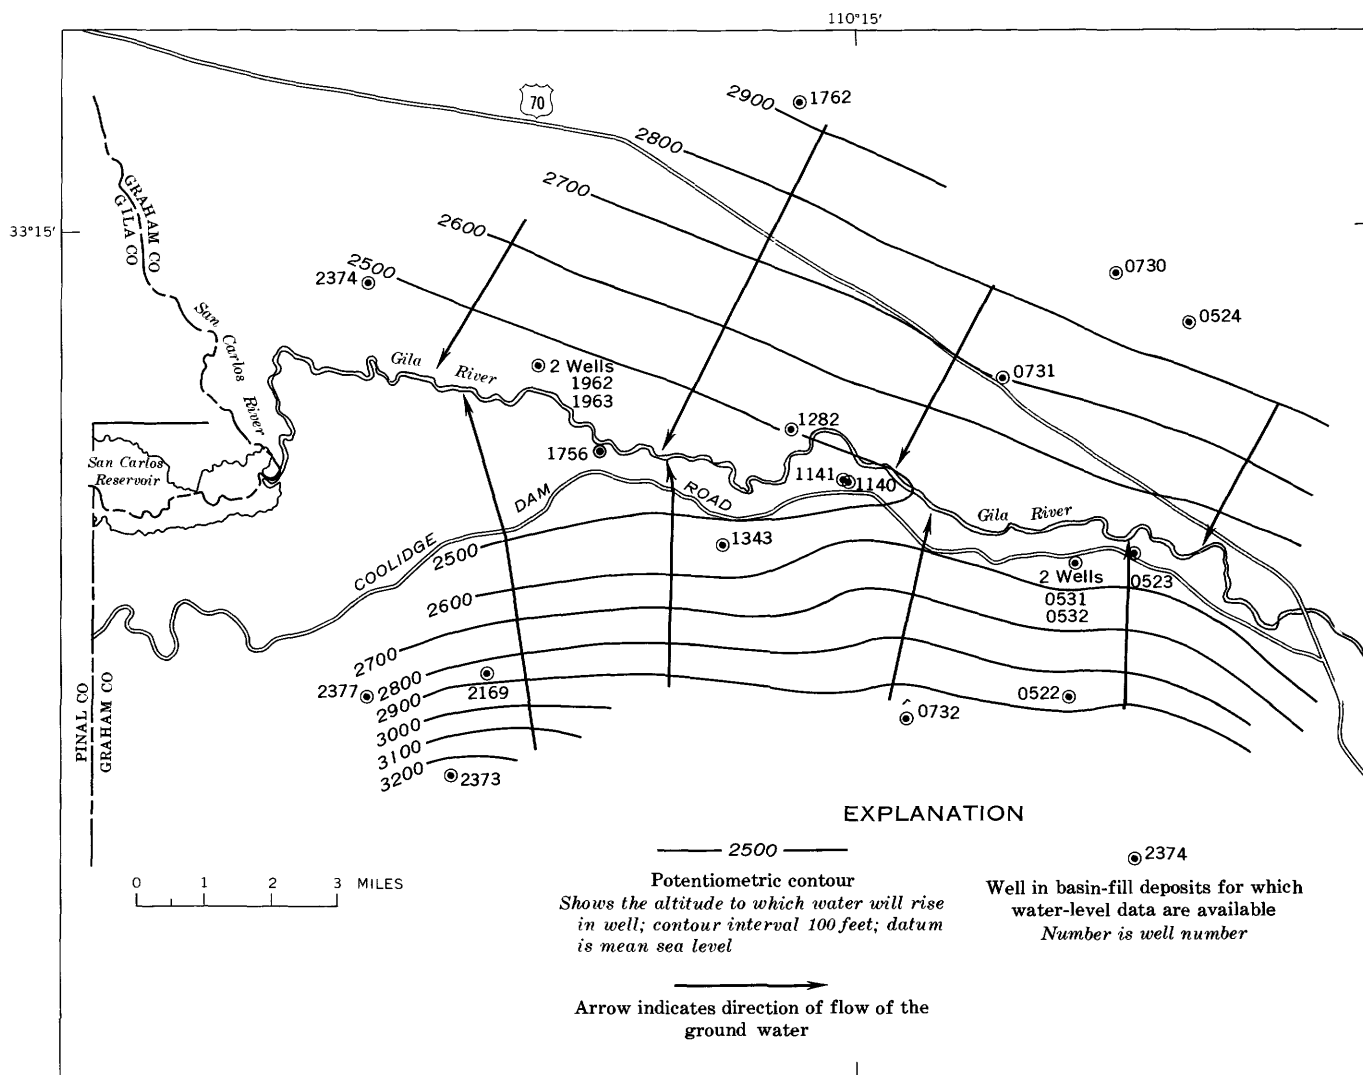 110°15'
70
2900
1762
2800
2700
33°15'
GRAHAM CO
GILA CO
2600
2500
2374
0730
0524
San Carlos River
Gila River
2 Wells
1962
1963
0731
1282
1756
1141
1140
San Carlos
Reservoir
COOLIDGE DAM ROAD
Gila River
1343
2500
2 Wells
0531
0532
0523
2600
2700
2800
2377
2169
2900
0522
0732
3000
3100
3200
2373
PINAL CO
GRAHAM CO
EXPLANATION
2500
Potentiometric contour
Shows the altitude to which water will rise
in well; contour interval 100 feet; datum
is mean sea level
2374
Well in basin-fill deposits for which
water-level data are available
Number is well number
0 1 2 3 MILES
Arrow indicates direction of flow of the
ground water